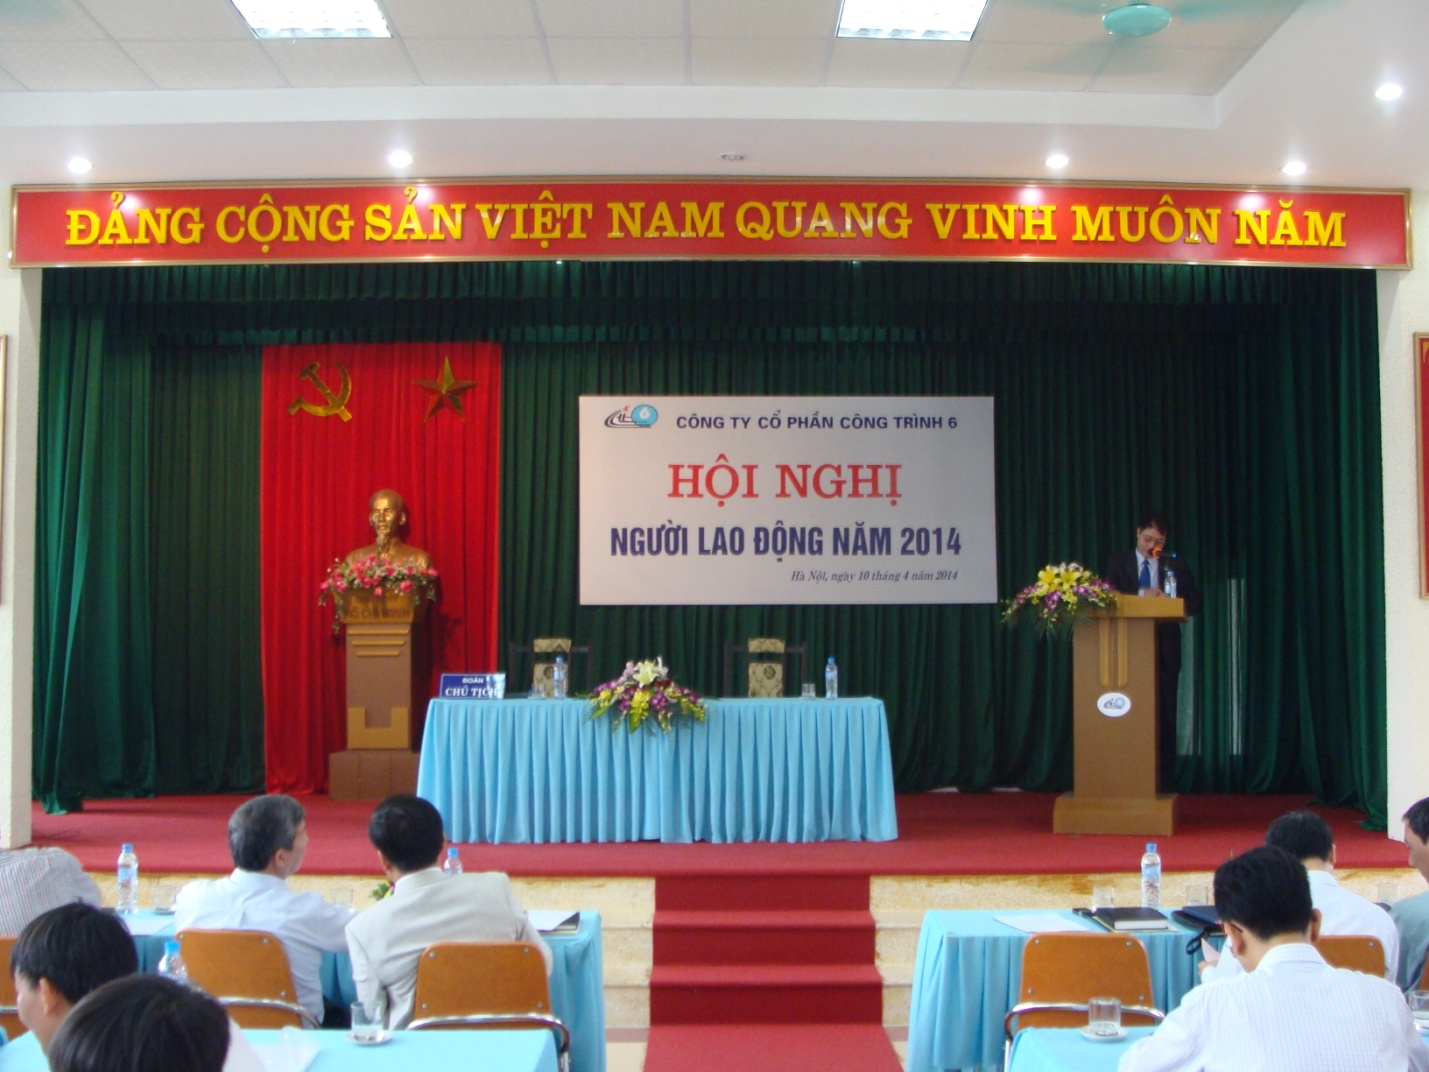 ĐẢNG CỘNG SẢN VIỆT NAM QUANG VINH MUÔN NĂM
6 CÔNG TY CỔ PHẦN CÔNG TRÌNH 6
HỘI NGHỊ
NGƯỜI LAO ĐỘNG NĂM 2014
Hà Nội, ngày 10 tháng 4 năm 2014
ĐOÀN
CHỦ TỊCH